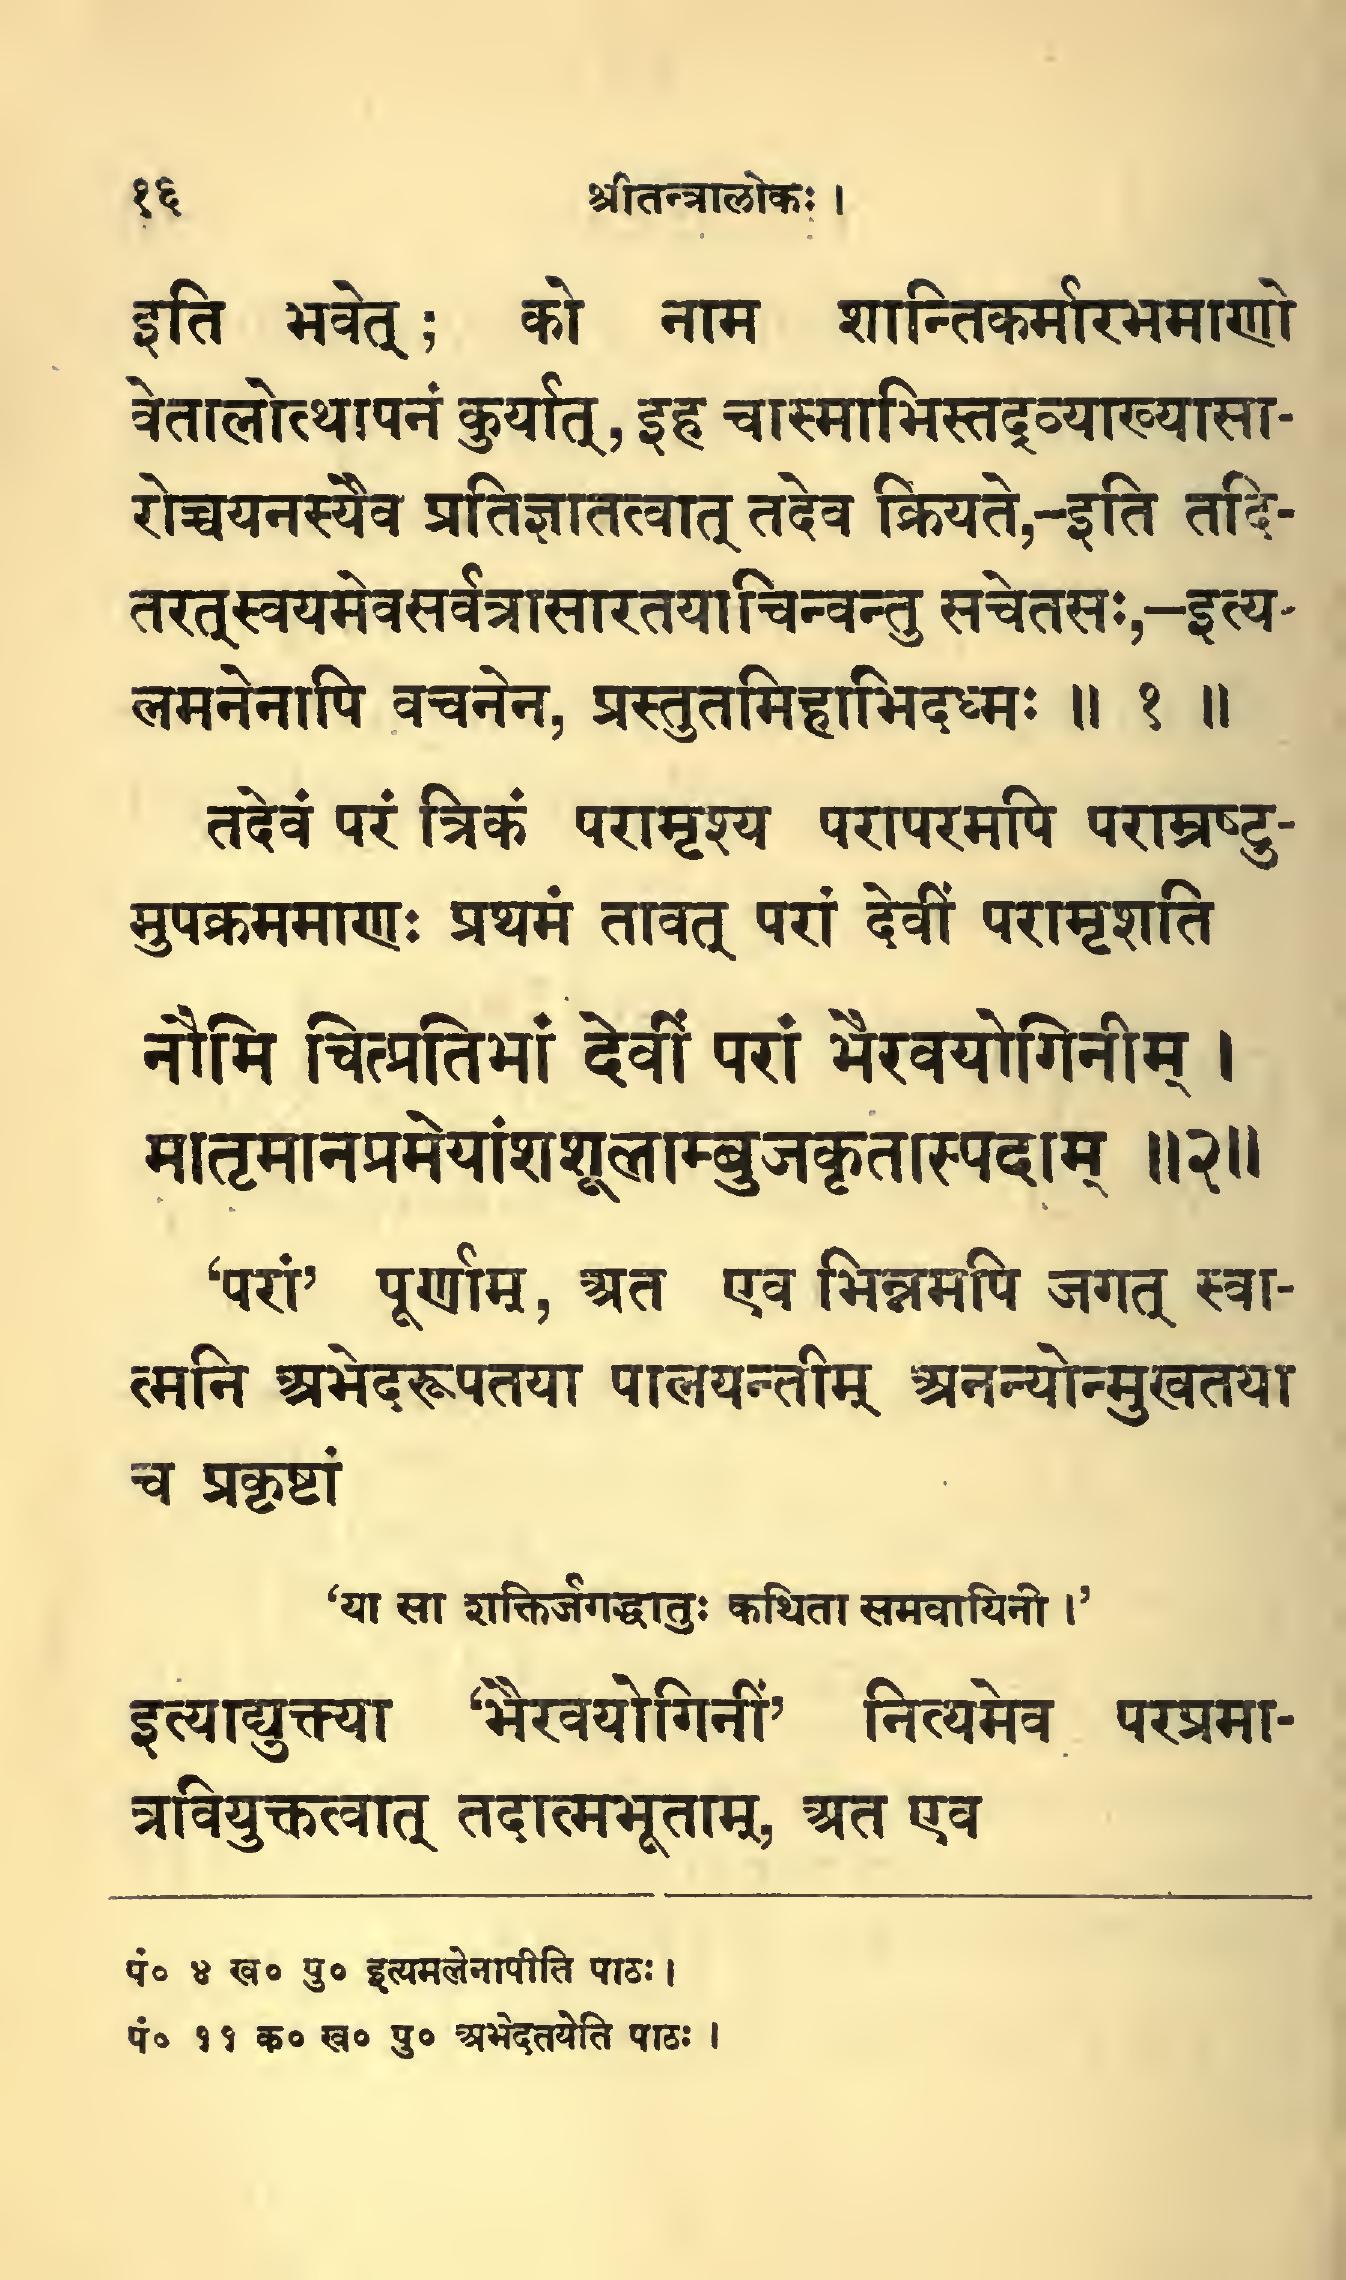 १६ श्रीतन्त्रालोकः ।
इति भवेत् ; को नाम शान्तिकर्मारभमाणो
वेतालोत्थापनं कुर्यात्, इह चास्माभिस्तद्व्याख्यासा-
रोच्चयनस्यैव प्रतिज्ञातत्वात् तदेव क्रियते,–इति तदि-
तरत्स्वयमेवसर्वत्रासारतयाचिन्वन्तु सचेतसः,–इत्य-
लमनेनापि वचनेन, प्रस्तुतमिहाभिदध्मः ॥ १ ॥
तदेवं परं त्रिकं परामृश्य परापरमपि पराम्रष्टु-
मुपक्रममाणः प्रथमं तावत् परां देवीं परामृशति
नौमि चित्प्रतिभां देवीं परां भैरवयोगिनीम् ।
मातृमानप्रमेयांशशूलाम्बुजकृतास्पदाम् ॥२॥
‘परां’ पूर्णाम्, अत एव भिन्नमपि जगत् स्वा-
त्मनि अभेदरूपतया पालयन्तीम् अनन्योन्मुखतया
च प्रकृष्टां
‘या सा शक्तिर्जगद्धातुः कथिता समवायिनी ।’
इत्याद्युक्त्या ‘भैरवयोगिनीं’ नित्यमेव परप्रमा-
त्रवियुक्तत्वात् तदात्मभूताम्, अत एव
पं० ४ ख० पु० इत्यमलेनापीति पाठः ।
पं० ११ क० ख० पु० अभेदतयेति पाठः ।